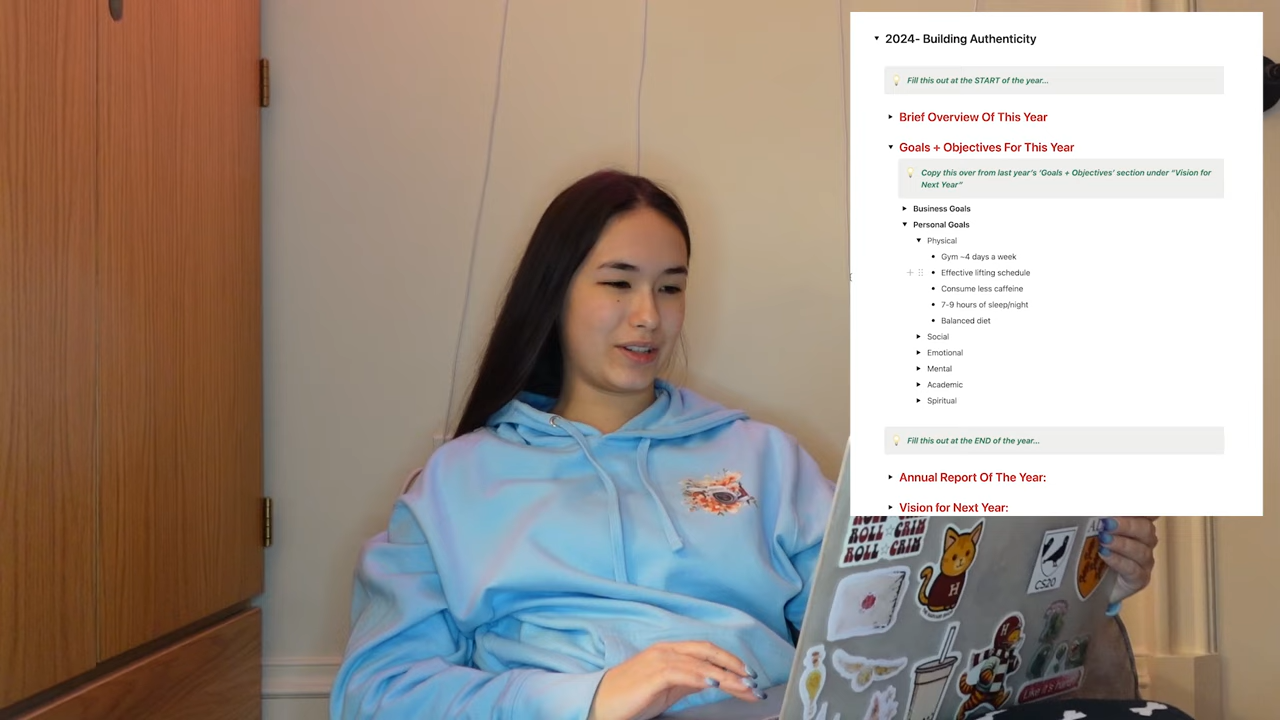 2024- Building Authenticity
Fill this out at the START of the year...
Brief Overview Of This Year
Goals + Objectives For This Year
Copy this over from last year's 'Goals + Objectives' section under "Vision for
Next Year"
Business Goals
Personal Goals
Physical
Gym ~4 days a week
Effective lifting schedule
Consume less caffeine
7-9 hours of sleep/night
Balanced diet
Social
Emotional
Mental
Academic
Spiritual
Fill this out at the END of the year...
Annual Report Of The Year:
Vision for Next Year:
ROLL CRIM
ROLL CRIM
H
CS20
H
Like it's